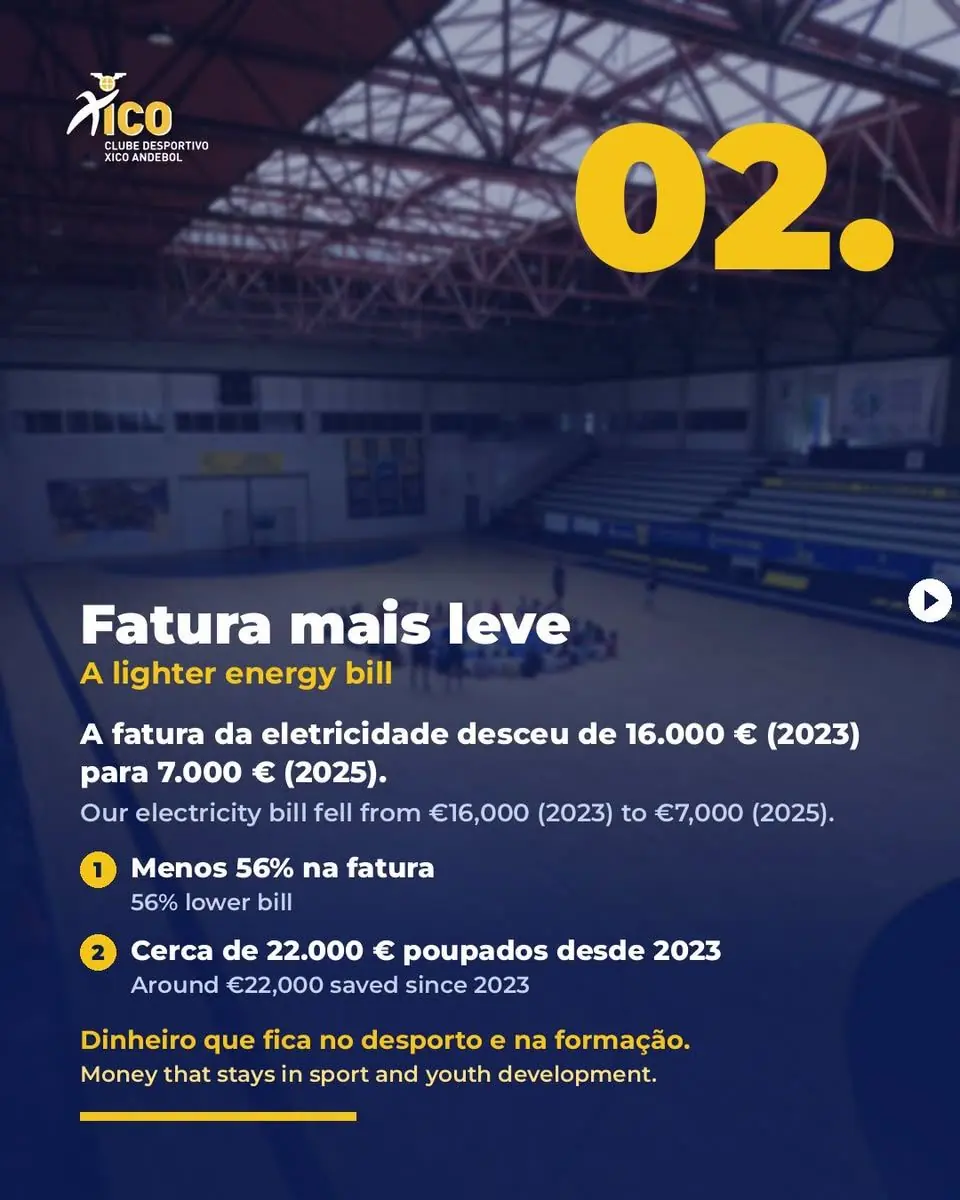 XICO
CLUBE DESPORTIVO
XICO ANDEBOL
02.
Fatura mais leve
A lighter energy bill
A fatura da eletricidade desceu de 16.000 € (2023)
para 7.000 € (2025).
Our electricity bill fell from €16,000 (2023) to €7,000 (2025).
1 Menos 56% na fatura
56% lower bill
2 Cerca de 22.000 € poupados desde 2023
Around €22,000 saved since 2023
Dinheiro que fica no desporto e na formação.
Money that stays in sport and youth development.